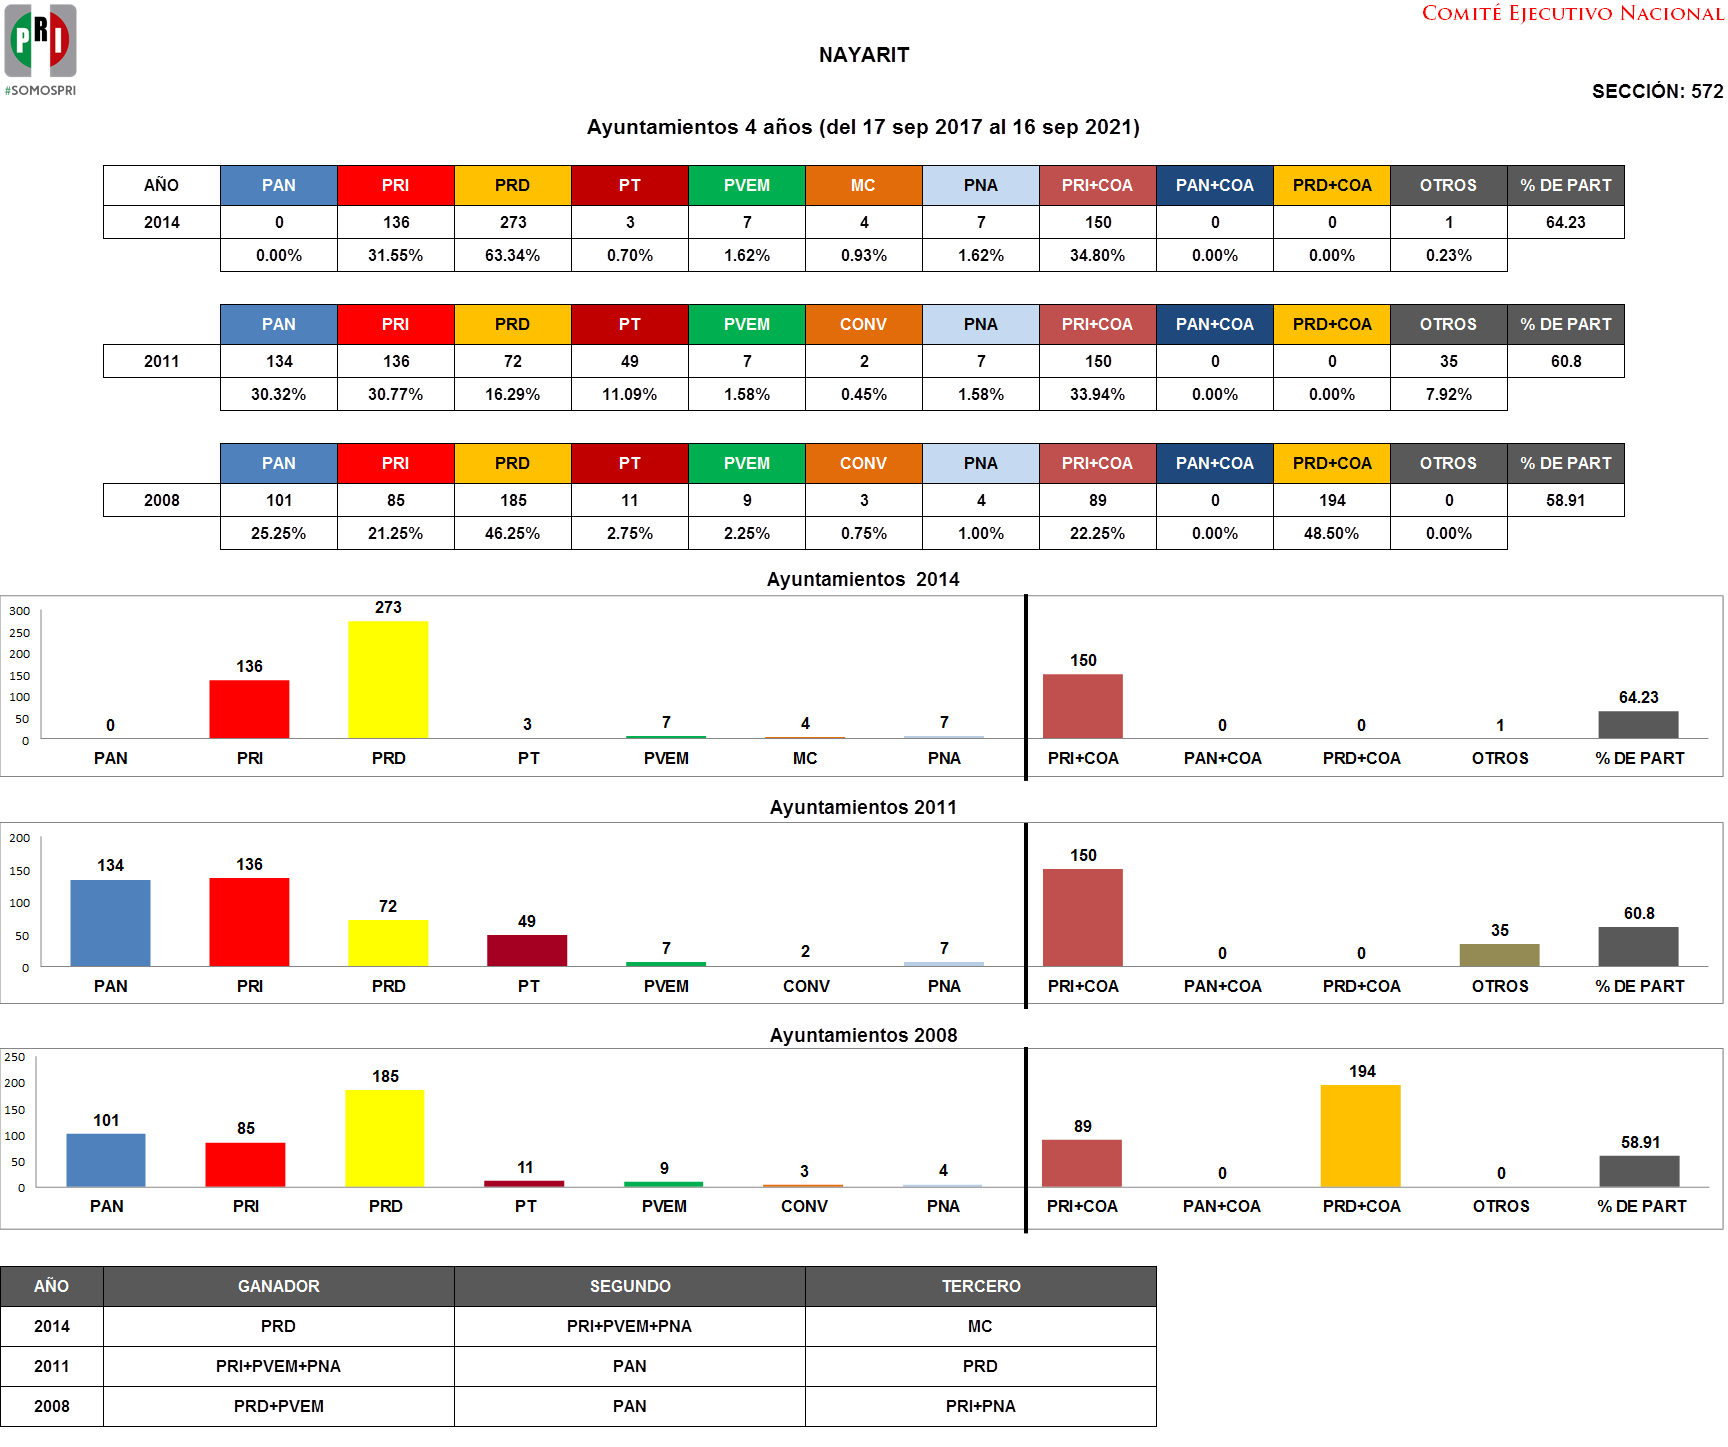 PRI
#SOMOSPRI
COMITÉ EJECUTIVO NACIONAL
NAYARIT
SECCIÓN: 572
Ayuntamientos 4 años (del 17 sep 2017 al 16 sep 2021)
AÑO PAN PRI PRD PT PVEM MC PNA PRI+COA PAN+COA PRD+COA OTROS % DE PART
2014 0 136 273 3 7 4 7 150 0 0 1 64.23
0.00% 31.55% 63.34% 0.70% 1.62% 0.93% 1.62% 34.80% 0.00% 0.00% 0.23%
PAN PRI PRD PT PVEM CONV PNA PRI+COA PAN+COA PRD+COA OTROS % DE PART
2011 134 136 72 49 7 2 7 150 0 0 35 60.8
30.32% 30.77% 16.29% 11.09% 1.58% 0.45% 1.58% 33.94% 0.00% 0.00% 7.92%
PAN PRI PRD PT PVEM CONV PNA PRI+COA PAN+COA PRD+COA OTROS % DE PART
2008 101 85 185 11 9 3 4 89 0 194 0 58.91
25.25% 21.25% 46.25% 2.75% 2.25% 0.75% 1.00% 22.25% 0.00% 48.50% 0.00%
Ayuntamientos 2014
300
250
200
150
100
50
0
0 136 273 3 7 4 7 150 0 0 1 64.23
PAN PRI PRD PT PVEM MC PNA PRI+COA PAN+COA PRD+COA OTROS % DE PART
Ayuntamientos 2011
200
150
100
50
0
134 136 72 49 7 2 7 150 0 0 35 60.8
PAN PRI PRD PT PVEM CONV PNA PRI+COA PAN+COA PRD+COA OTROS % DE PART
Ayuntamientos 2008
250
200
150
100
50
0
101 85 185 11 9 3 4 89 0 194 0 58.91
PAN PRI PRD PT PVEM CONV PNA PRI+COA PAN+COA PRD+COA OTROS % DE PART
AÑO GANADOR SEGUNDO TERCERO
2014 PRD PRI+PVEM+PNA MC
2011 PRI+PVEM+PNA PAN PRD
2008 PRD+PVEM PAN PRI+PNA